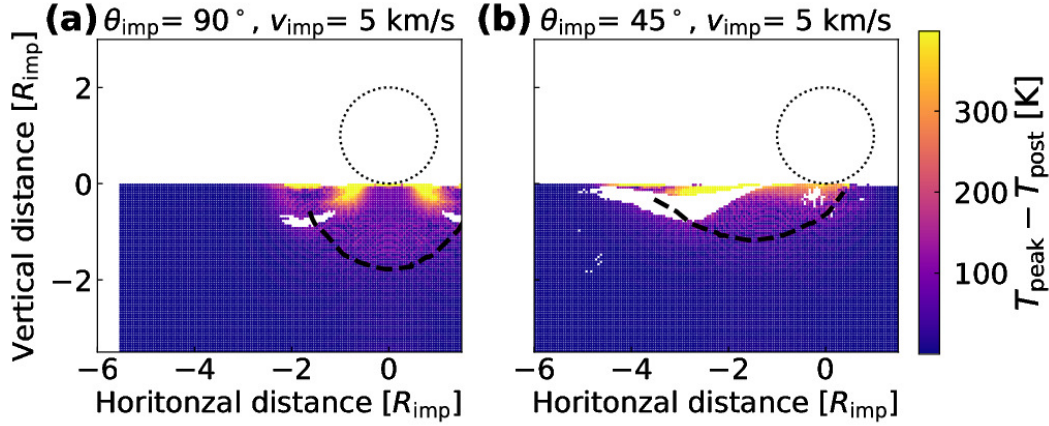 (a) θimp= 90°, vimp= 5 km/s
(b) θimp= 45°, vimp= 5 km/s
Vertical distance [Rimp]
2
0
−2
−6 −4 −2 0
Horitonzal distance [Rimp]
−6 −4 −2 0
Horitonzal distance [Rimp]
300
200
100
Tpeak − Tpost [K]